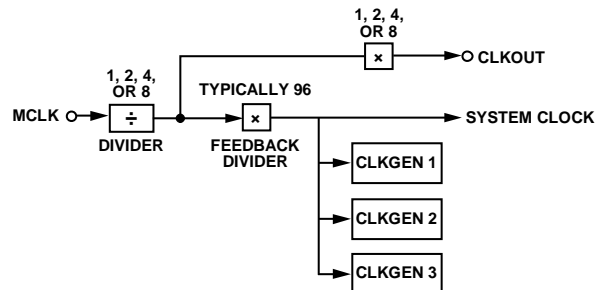 1, 2, 4,
OR 8
×
CLKOUT
1, 2, 4,
OR 8
TYPICALLY 96
MCLK
÷
×
SYSTEM CLOCK
DIVIDER
FEEDBACK
DIVIDER
CLKGEN 1
CLKGEN 2
CLKGEN 3